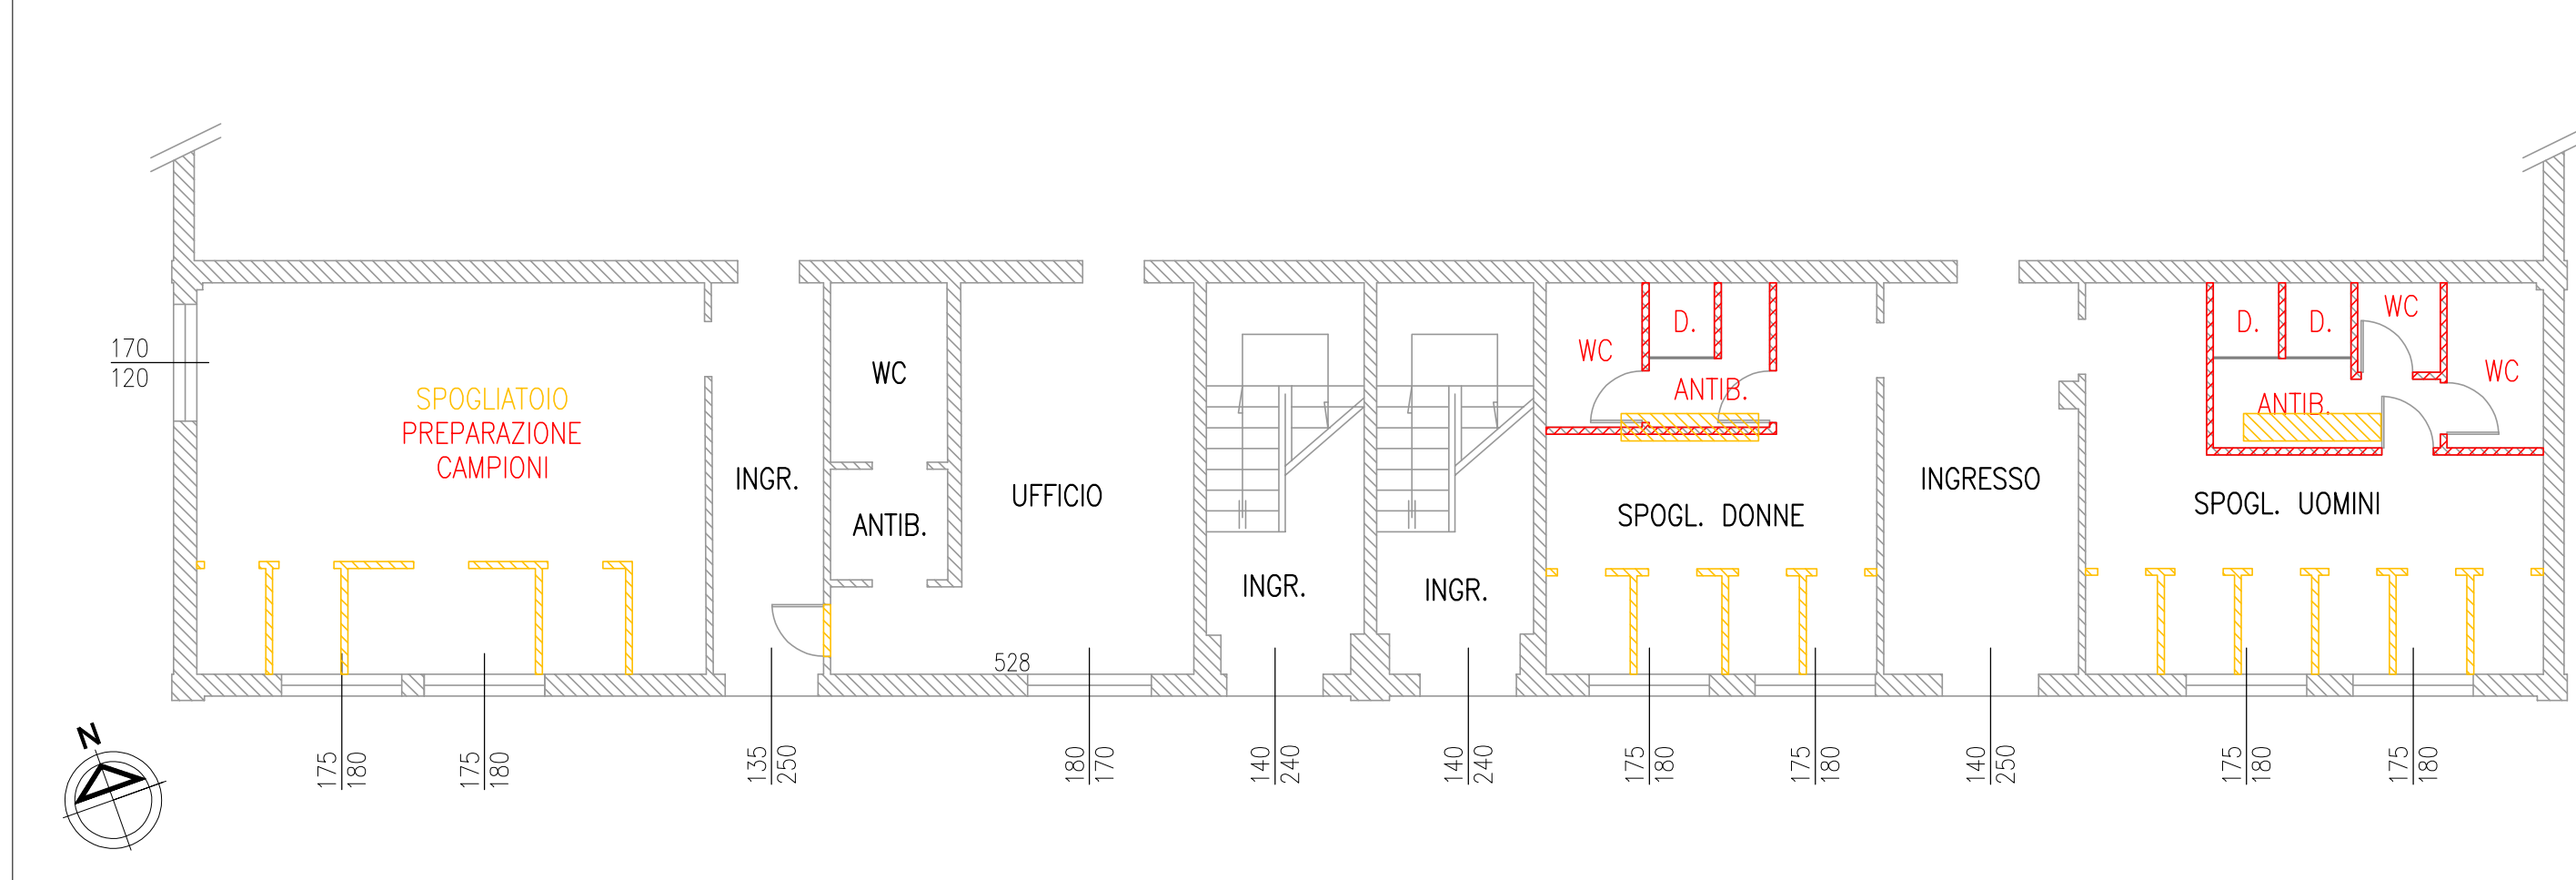 170
120
SPOGLIATOIO
PREPARAZIONE
CAMPIONI
INGR.
WC
ANTIB.
UFFICIO
528
INGR.
INGR.
WC
D.
ANTIB.
SPOGL. DONNE
INGRESSO
D.
D.
WC
WC
ANTIB.
SPOGL. UOMINI
N
175
180
175
180
135
250
180
170
140
240
140
240
175
180
175
180
140
250
175
180
175
180